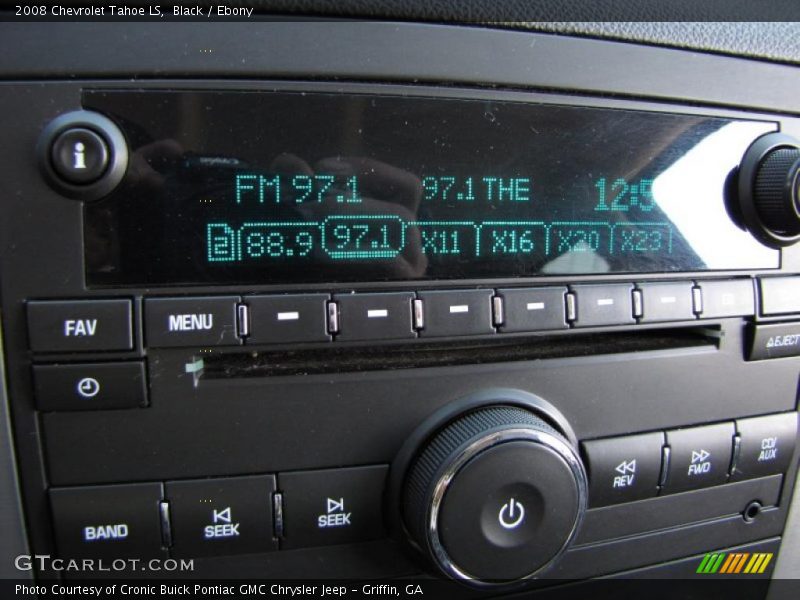 2008 Chevrolet Tahoe LS, Black / Ebony
i
FM 97.1 97.1 THE
2 88.9 97.1 X11 X16 X20 X23
FAV MENU
EJECT
REV FWD CD/AUX
BAND SEEK SEEK
GTCARLOT.COM
Photo Courtesy of Cronic Buick Pontiac GMC Chrysler Jeep - Griffin, GA